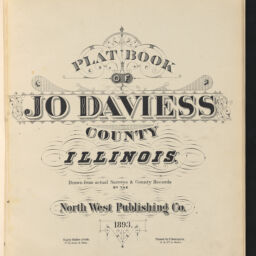 PLAT BOOK
OF
JO DAVIESS
COUNTY
ILLINOIS.
Drawn from actual Surveys & County Records
BY THE
North West Publishing Co.
1893.